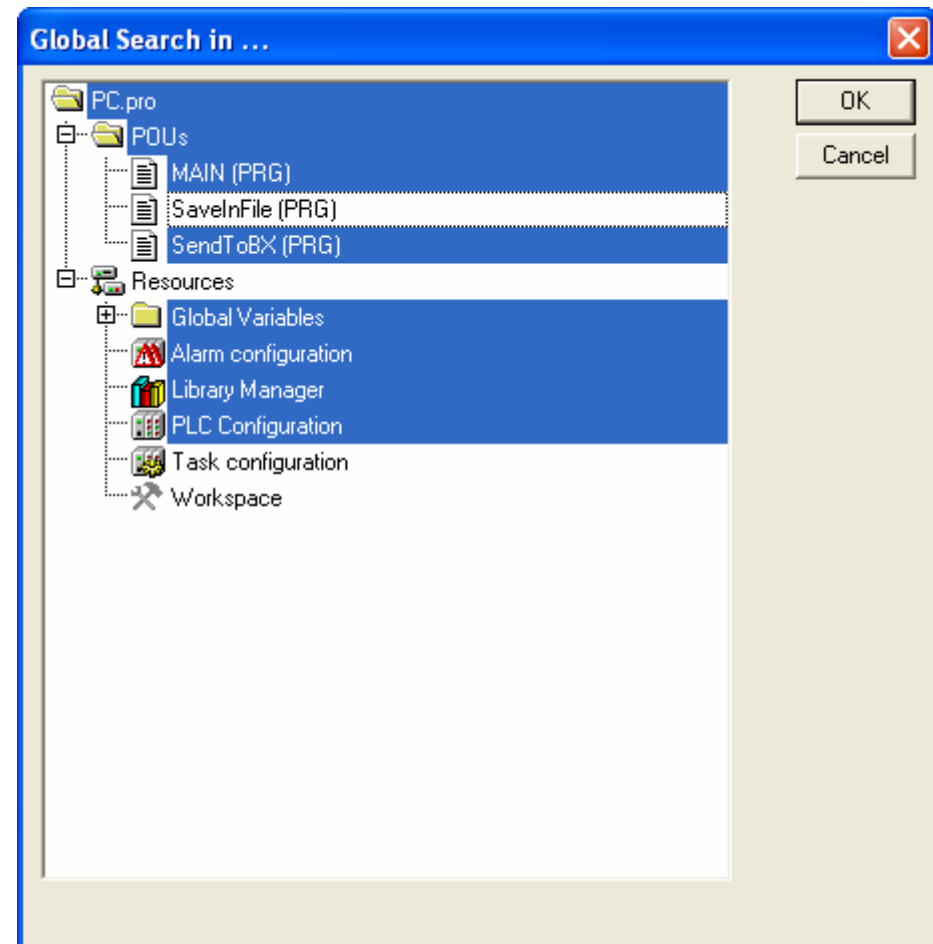 Global Search in ...
PC.pro
POUs
MAIN (PRG)
SaveInFile (PRG)
SendToBX (PRG)
Resources
Global Variables
Alarm configuration
Library Manager
PLC Configuration
Task configuration
Workspace
OK
Cancel